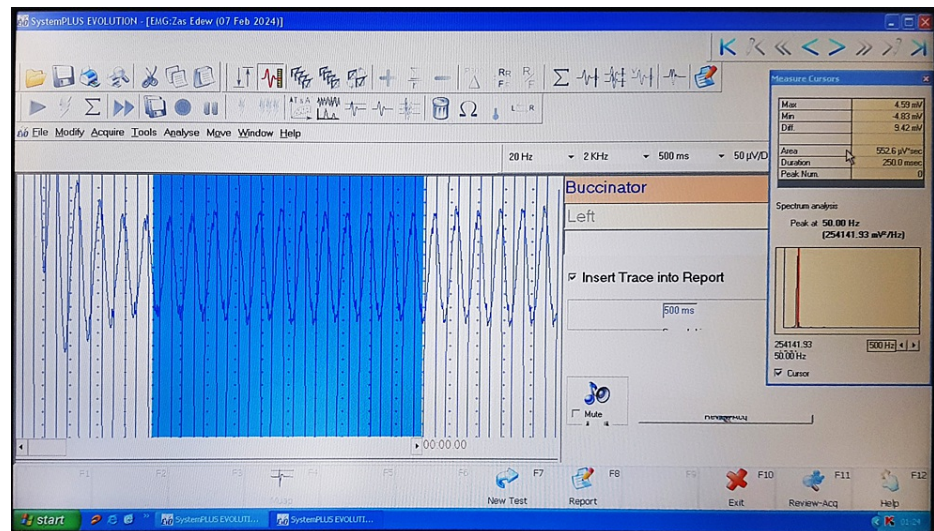 SystemPLUS EVOLUTION - [EMG:Zas Edew (07 Feb 2024)]
Measure Cursors
Max 4.59 mV
Min -4.83 mV
Diff. 9.42 mV
Area 552.6 µV*sec
Duration 250.0 msec
Peak Num. 0
File Modify Acquire Tools Analyse Move Window Help
20 Hz 2 KHz 500 ms 50 µV/D
Buccinator
Left
Spectrum analysis
Peak at 50.00 Hz
(254141.93 mV²/Hz)
Insert Trace into Report
500 ms
254141.93
50.00 Hz
500 Hz
Cursor
Mute
00:00:00
F1 F2 F3 F4 F5 F6 F7 F8 F9 F10 F11 F12
New Test Report Exit Review-Acq Help
start SystemPLUS EVOLUTI... SystemPLUS EVOLUTI... 01:24